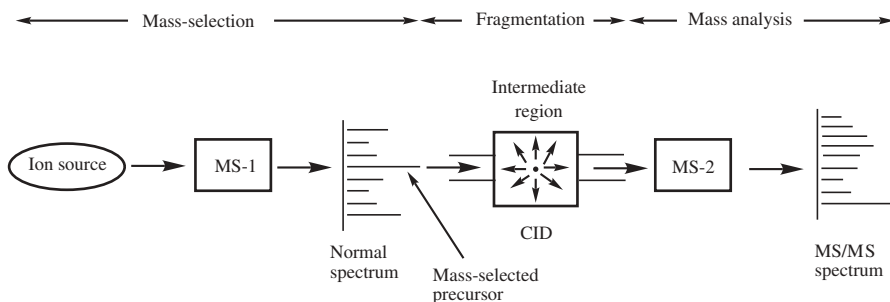 Mass-selection
Fragmentation
Mass analysis
Intermediate
region
Ion source
MS-1
MS-2
CID
Normal
spectrum
Mass-selected
precursor
MS/MS
spectrum